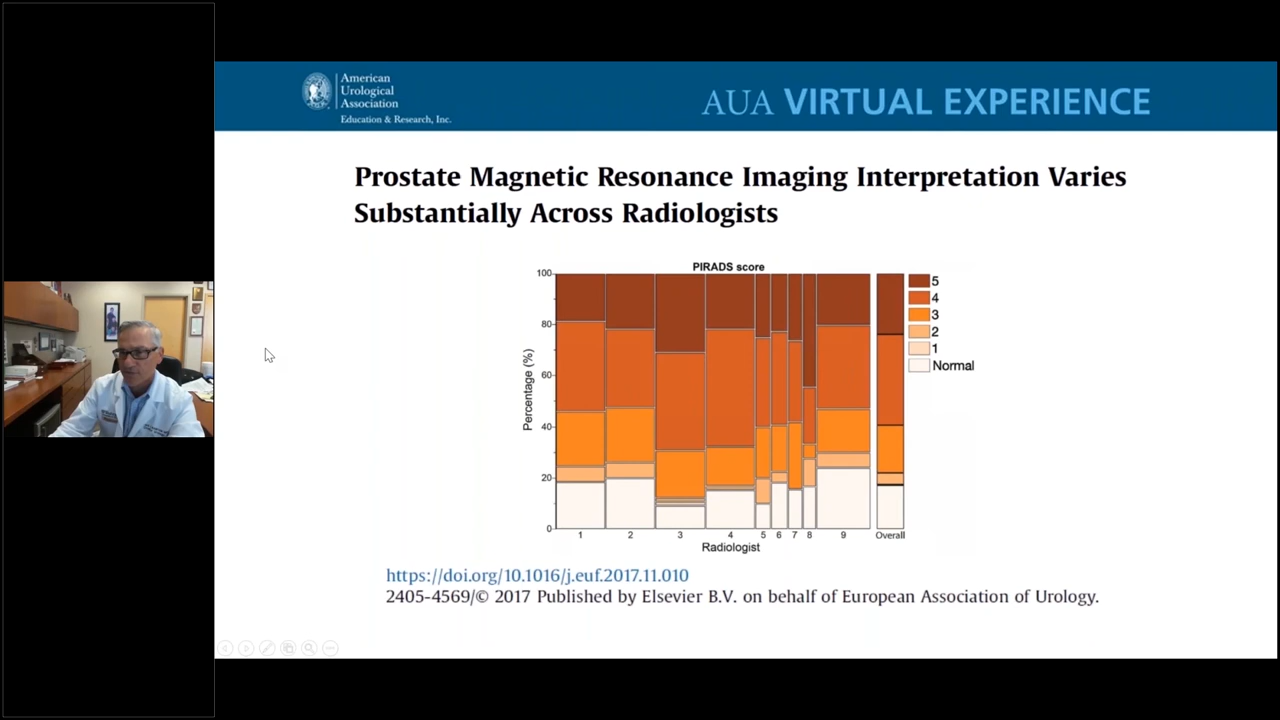 American
Urological
Association
Education & Research, Inc.
AUA VIRTUAL EXPERIENCE
Prostate Magnetic Resonance Imaging Interpretation Varies
Substantially Across Radiologists
PIRADS score
100
80
60
40
20
0
Percentage (%)
1 2 3 4 5 6 7 8 9 Overall
Radiologist
5
4
3
2
1
Normal
https://doi.org/10.1016/j.euf.2017.11.010
2405-4569/© 2017 Published by Elsevier B.V. on behalf of European Association of Urology.